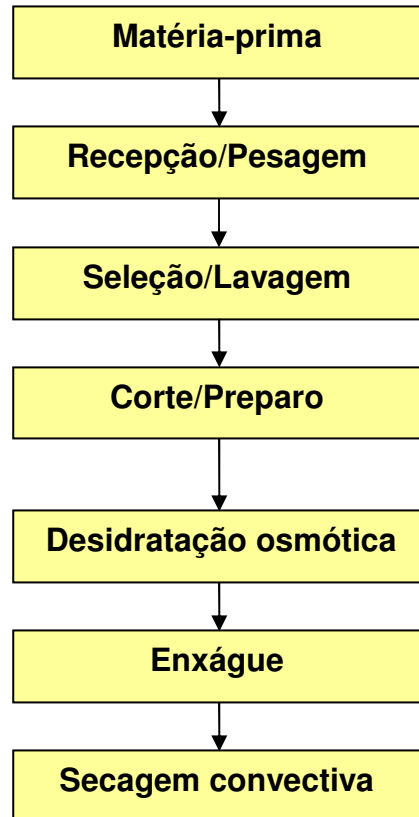 Matéria-prima
Recepção/Pesagem
Seleção/Lavagem
Corte/Preparo
Desidratação osmótica
Enxágue
Secagem convectiva